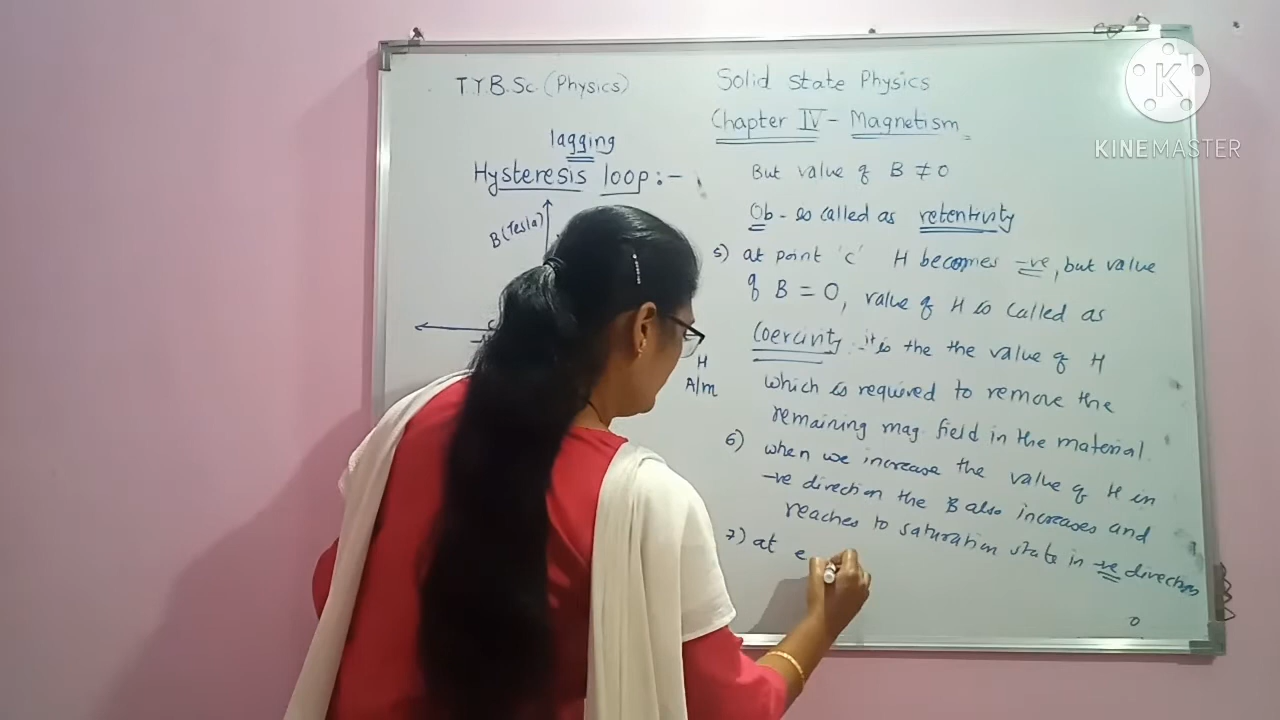 T.Y.B.Sc. (Physics)
Solid state Physics
Chapter IV - Magnetism
lagging
Hysteresis loop :-
B (Tesla)
H
A/m
But value of B ≠ 0
Ob - is called as retentivity
5) at point 'c' H becomes -ve, but value
of B = 0, value of H is called as
Coercivity :- it is the the value of H
which is required to remove the
remaining mag. field in the material.
6) when we increase the value of H in
-ve direction the B also increases and
reaches to saturation state in -ve direction
7) at e
0
K
KINEMASTER